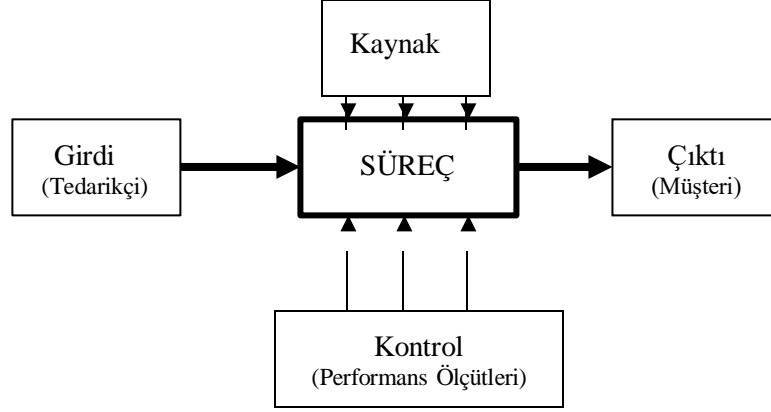 Kaynak
Girdi
(Tedarikçi)
SÜREÇ
Çıktı
(Müşteri)
Kontrol
(Performans Ölçütleri)